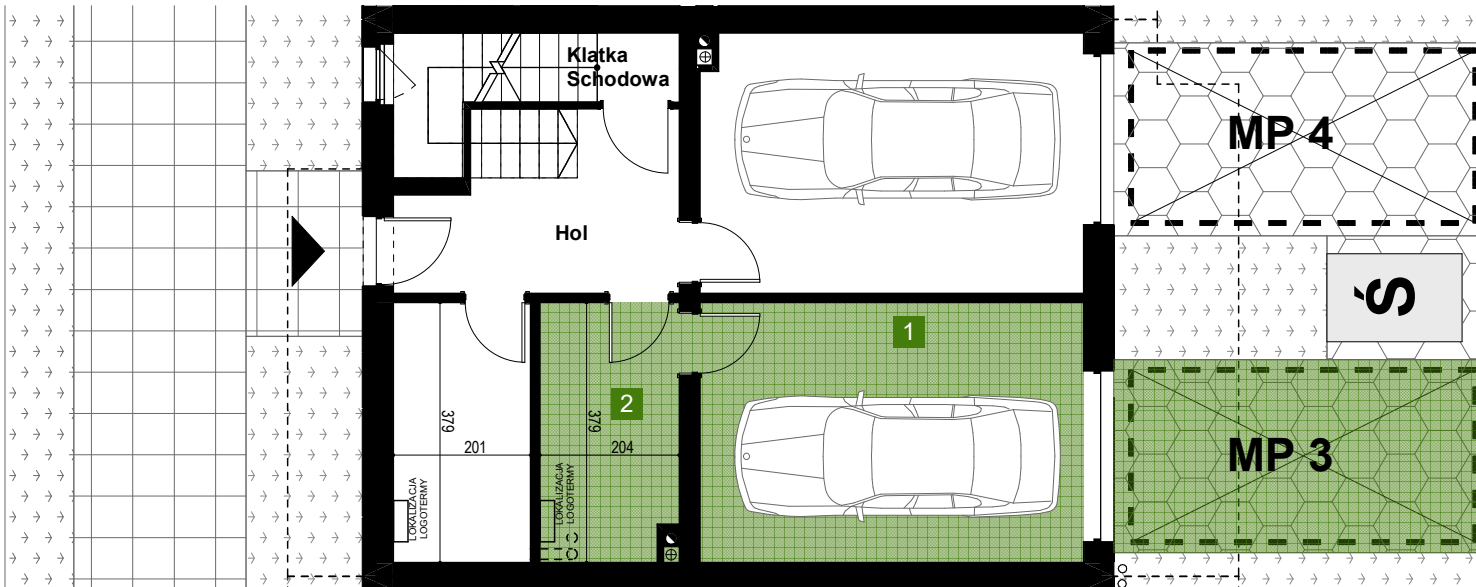 Klatka
Schodowa
MP 4
Hol
Ś
1
2
379
201
379
204
MP 3
LOKALIZACJA
LOGOTERMY
LOKALIZACJA
LOGOTERMY